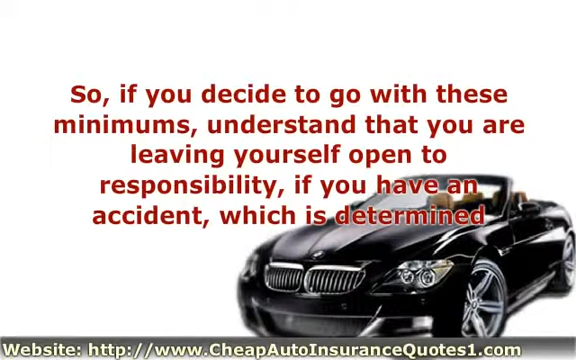 So, if you decide to go with these
minimums, understand that you are
leaving yourself open to
responsibility, if you have an
accident, which is determined
Website: http://www.CheapAutoInsuranceQuotes1.com